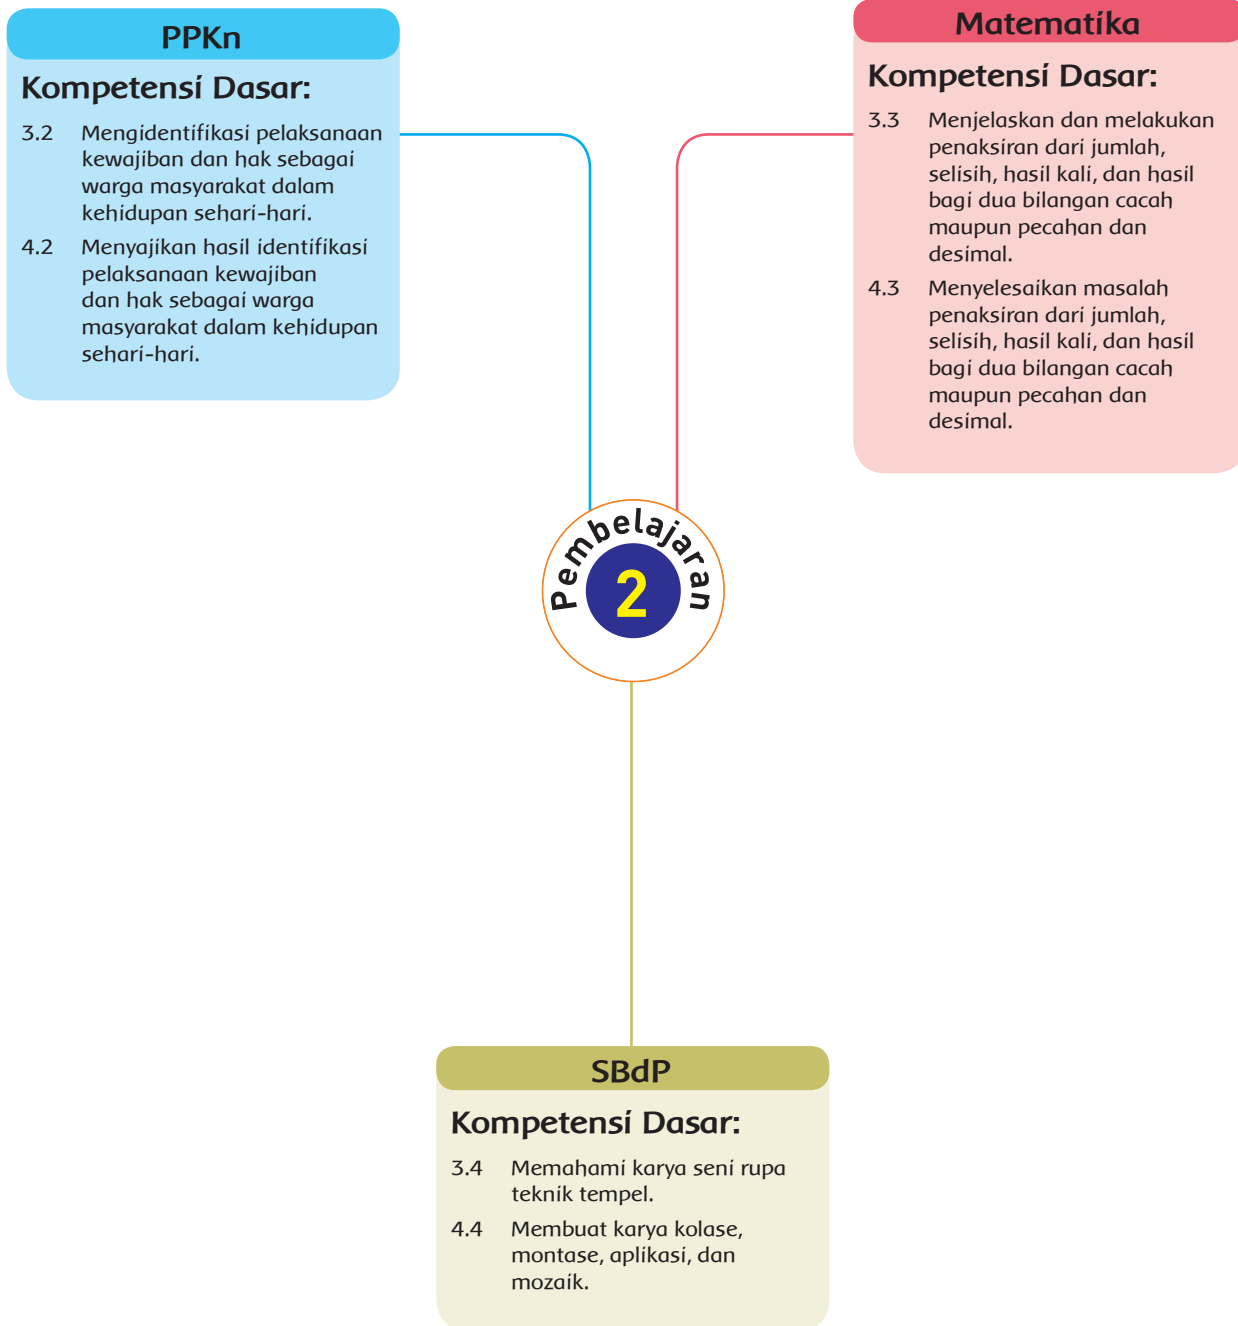 PPKn
Kompetensi Dasar:
3.2 Mengidentifikasi pelaksanaan
kewajiban dan hak sebagai
warga masyarakat dalam
kehidupan sehari-hari.
4.2 Menyajikan hasil identifikasi
pelaksanaan kewajiban
dan hak sebagai warga
masyarakat dalam kehidupan
sehari-hari.
Matematika
Kompetensi Dasar:
3.3 Menjelaskan dan melakukan
penaksiran dari jumlah,
selisih, hasil kali, dan hasil
bagi dua bilangan cacah
maupun pecahan dan
desimal.
4.3 Menyelesaikan masalah
penaksiran dari jumlah,
selisih, hasil kali, dan hasil
bagi dua bilangan cacah
maupun pecahan dan
desimal.
Pembelajaran
2
SBdP
Kompetensi Dasar:
3.4 Memahami karya seni rupa
teknik tempel.
4.4 Membuat karya kolase,
montase, aplikasi, dan
mozaik.